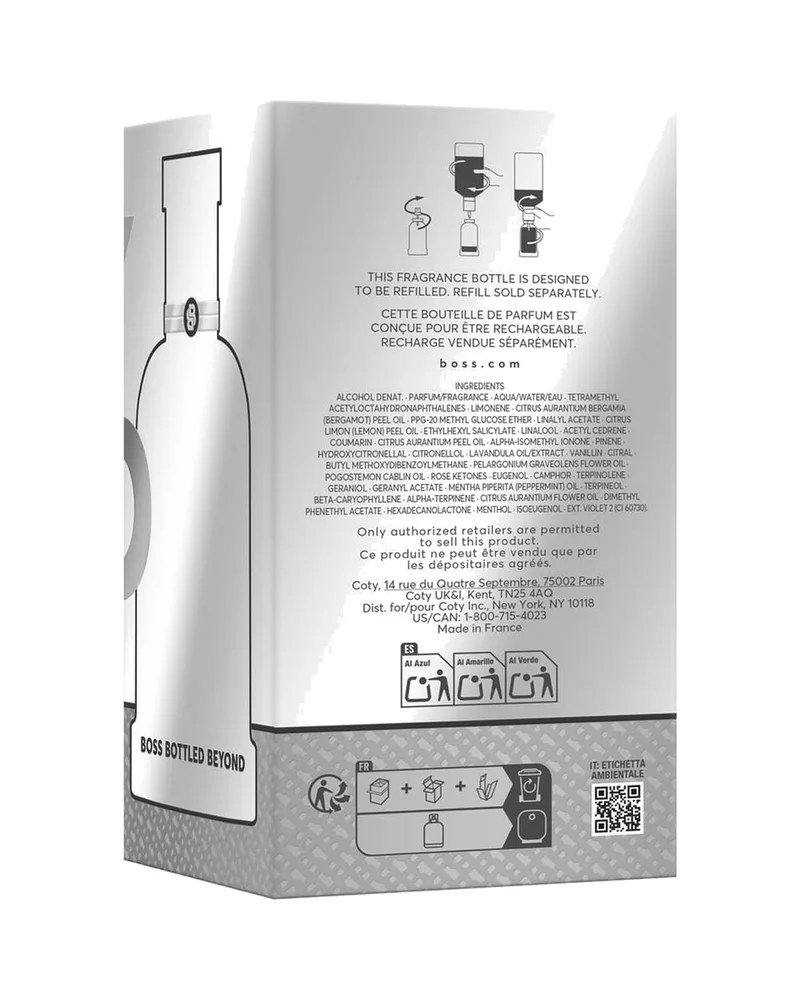 BOSS BOTTLED BEYOND
THIS FRAGRANCE BOTTLE IS DESIGNED
TO BE REFILLED. REFILL SOLD SEPARATELY.
CETTE BOUTEILLE DE PARFUM EST
CONÇUE POUR ÊTRE RECHARGEABLE.
RECHARGE VENDUE SÉPARÉMENT.
boss.com
INGREDIENTS
ALCOHOL DENAT. · PARFUM/FRAGRANCE · AQUA/WATER/EAU · TETRAMETHYL
ACETYLOCTAHYDRONAPHTHALENES · LIMONENE · CITRUS AURANTIUM BERGAMIA
(BERGAMOT) PEEL OIL · PPG-20 METHYL GLUCOSE ETHER · LINALYL ACETATE · CITRUS
LIMON (LEMON) PEEL OIL · ETHYLHEXYL SALICYLATE · LINALOOL · ACETYL CEDRENE ·
COUMARIN · CITRUS AURANTIUM PEEL OIL · ALPHA-ISOMETHYL IONONE · PINENE ·
HYDROXYCITRONELLAL · CITRONELLOL · LAVANDULA OIL/EXTRACT · VANILLIN · CITRAL ·
BUTYL METHOXYDIBENZOYLMETHANE · PELARGONIUM GRAVEOLENS FLOWER OIL ·
POGOSTEMON CABLIN OIL · ROSE KETONES · EUGENOL · CAMPHOR · TERPINOLENE ·
GERANIOL · GERANYL ACETATE · MENTHA PIPERITA (PEPPERMINT) OIL · TERPINEOL ·
BETA-CARYOPHYLLENE · ALPHA-TERPINENE · CITRUS AURANTIUM FLOWER OIL · DIMETHYL
PHENETHYL ACETATE · HEXADECANOLACTONE · MENTHOL · ISOEUGENOL · EXT. VIOLET 2 (CI 60730).
Only authorized retailers are permitted
to sell this product.
Ce produit ne peut être vendu que par
les dépositaires agréés.
Coty, 14 rue du Quatre Septembre, 75002 Paris
Coty UK&I, Kent, TN25 4AQ
Dist. for/pour Coty Inc., New York, NY 10118
US/CAN: 1-800-715-4023
Made in France
ES
Al Azul Al Amarillo Al Verde
FR
+ +
IT: ETICHETTA
AMBIENTALE